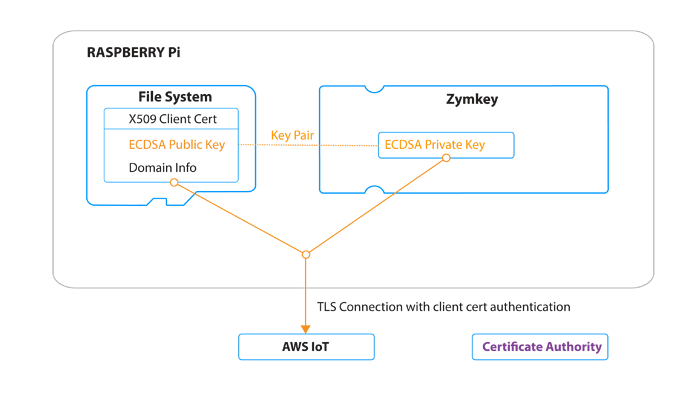 RASPBERRY Pi
File System
X509 Client Cert
ECDSA Public Key
Domain Info
Key Pair
Zymkey
ECDSA Private Key
TLS Connection with client cert authentication
AWS IoT
Certificate Authority